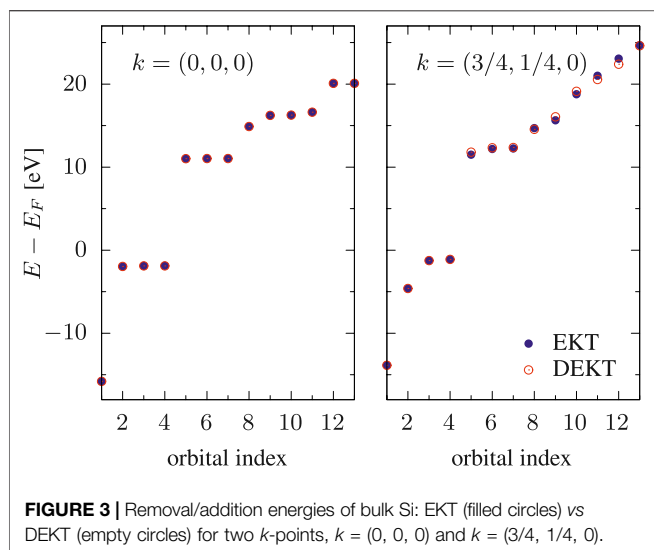 k = (0, 0, 0)
k = (3/4, 1/4, 0)
E − E_F [eV]
20
10
0
−10
EKT
DEKT
2 4 6 8 10 12
2 4 6 8 10 12
orbital index
orbital index
FIGURE 3 | Removal/addition energies of bulk Si: EKT (filled circles) vs
DEKT (empty circles) for two k-points, k = (0, 0, 0) and k = (3/4, 1/4, 0).